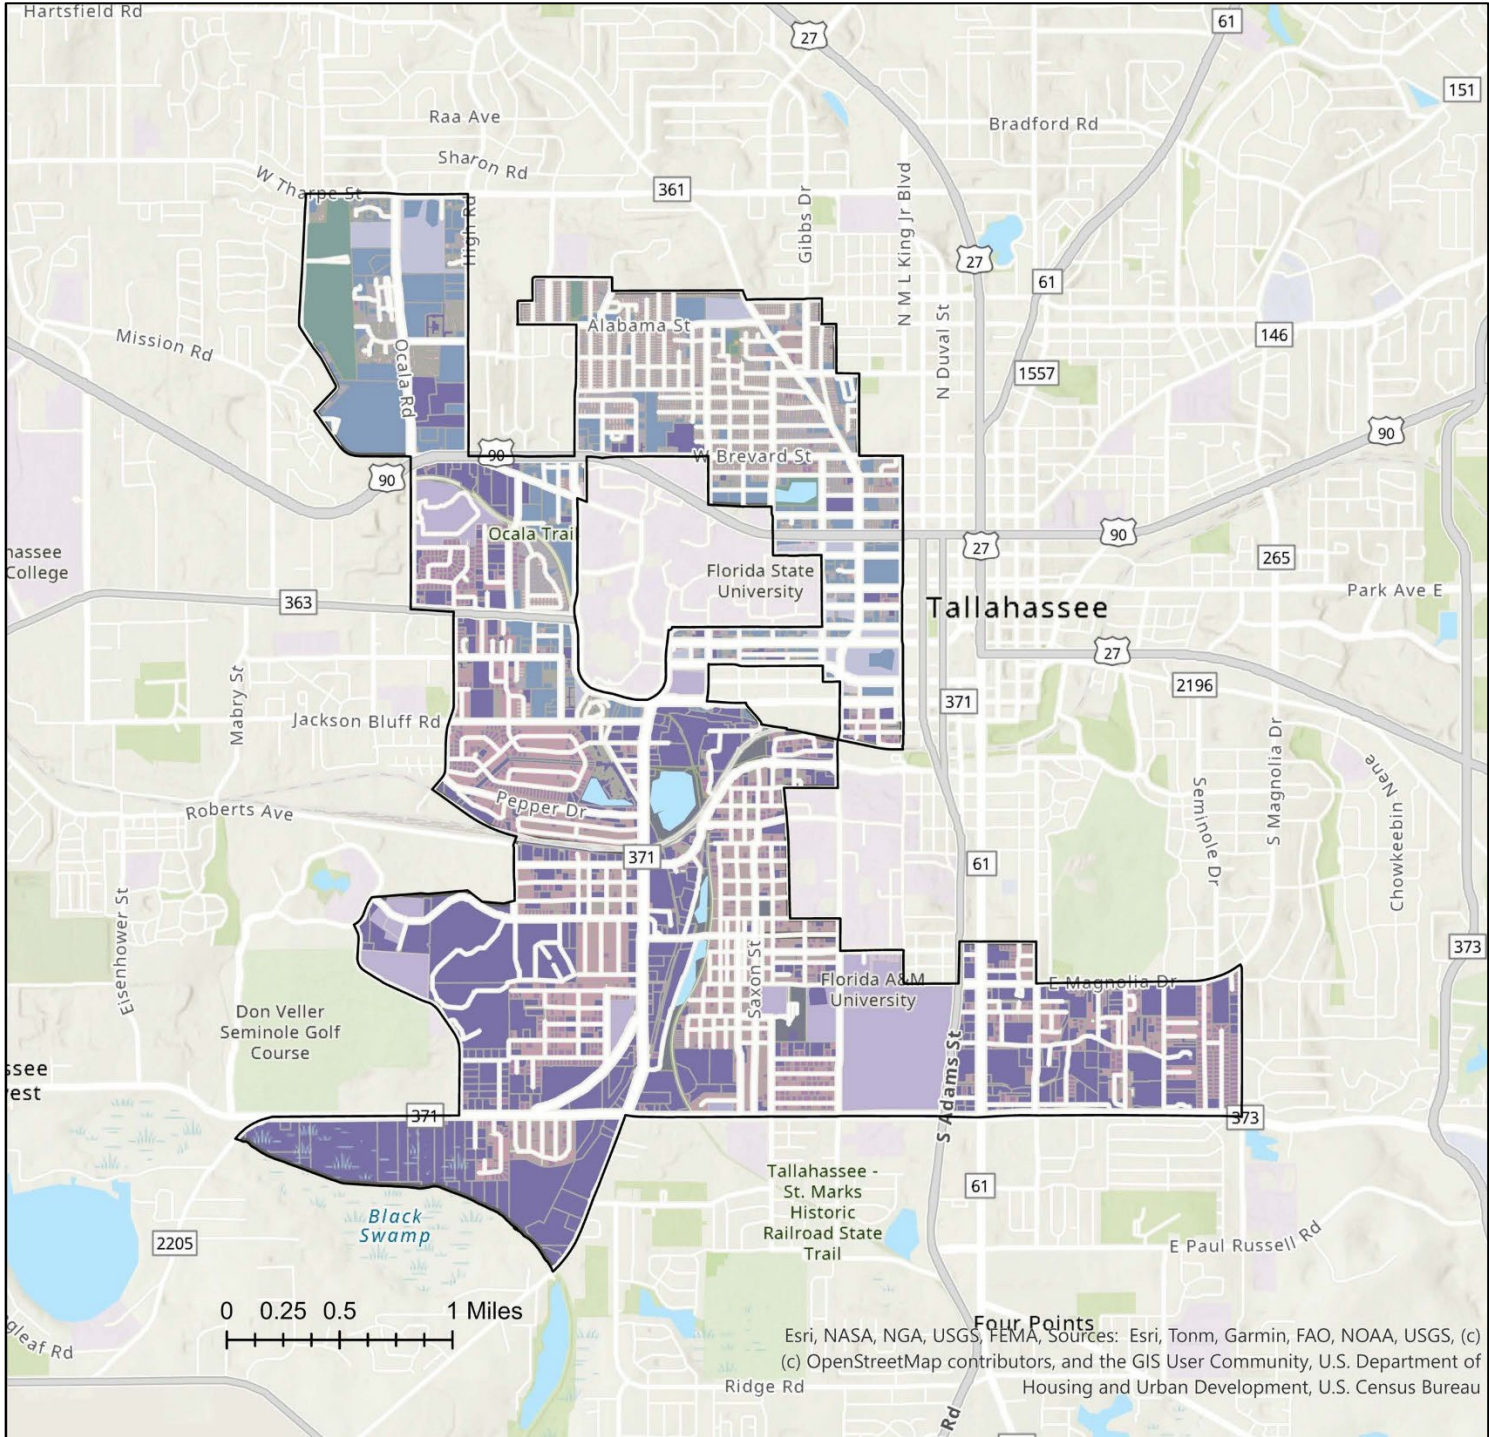 Hartsfield Rd
27
61
151
Raa Ave
Bradford Rd
Sharon Rd
W Tharpe St
361
Gibbs Dr
N M L King Jr Blvd
High Rd
27
61
Alabama St
146
Mission Rd
Ocala Rd
N Duval St
1557
90
90
W Brevard St
90
Ocala Trail
27
90
265
hassee
College
Florida State
University
363
Tallahassee
Park Ave E
27
2196
371
Mabry St
Jackson Bluff Rd
S Magnolia Dr
Seminole Dr
Chowkeebin Nene
Pepper Dr
Roberts Ave
371
61
Eisenhower St
Saxon St
373
Florida A&M
University
E Magnolia Dr
Don Veller
Seminole Golf
Course
ssee
est
S Adams St
371
373
Tallahassee -
St. Marks
Historic
Railroad State
Trail
61
Black
Swamp
2205
E Paul Russell Rd
0 0.25 0.5 1 Miles
Four Points
gleaf Rd
Esri, NASA, NGA, USGS, FEMA, Sources: Esri, Tonm, Garmin, FAO, NOAA, USGS, (c)
(c) OpenStreetMap contributors, and the GIS User Community, U.S. Department of
Housing and Urban Development, U.S. Census Bureau
Ridge Rd
Rd